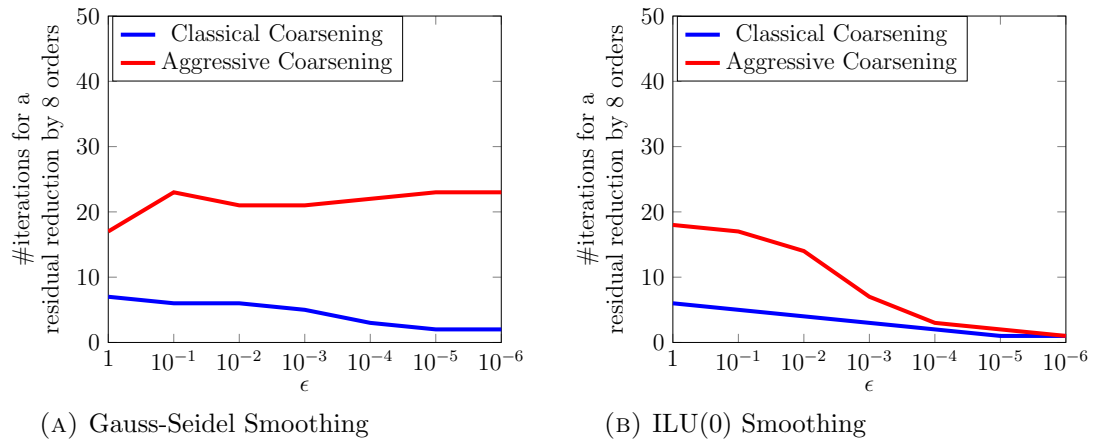 50
40
30
20
10
0
#iterations for a
residual reduction by 8 orders
Classical Coarsening
Aggressive Coarsening
1 10⁻¹ 10⁻² 10⁻³ 10⁻⁴ 10⁻⁵ 10⁻⁶
ϵ
(A) Gauss-Seidel Smoothing
50
40
30
20
10
0
#iterations for a
residual reduction by 8 orders
Classical Coarsening
Aggressive Coarsening
1 10⁻¹ 10⁻² 10⁻³ 10⁻⁴ 10⁻⁵ 10⁻⁶
ϵ
(B) ILU(0) Smoothing